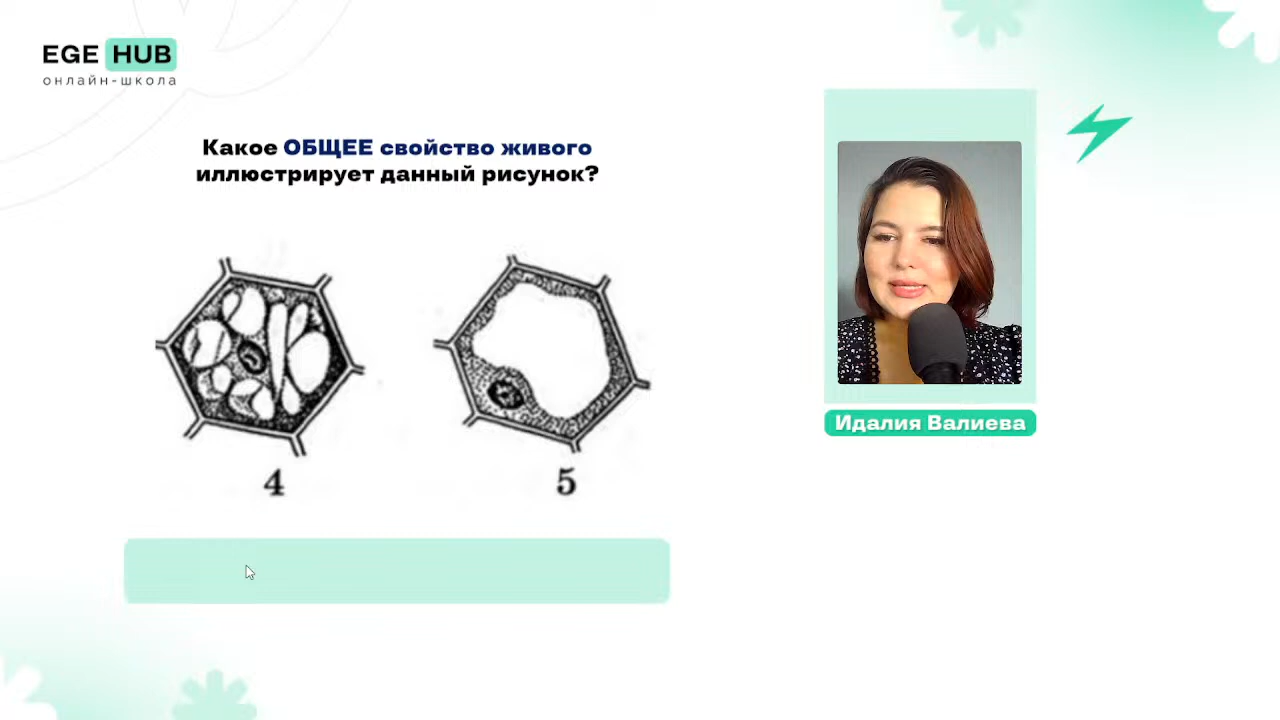 EGE HUB
онлайн-школа
Какое ОБЩЕЕ свойство живого
иллюстрирует данный рисунок?
4
5
Идалия Валиева